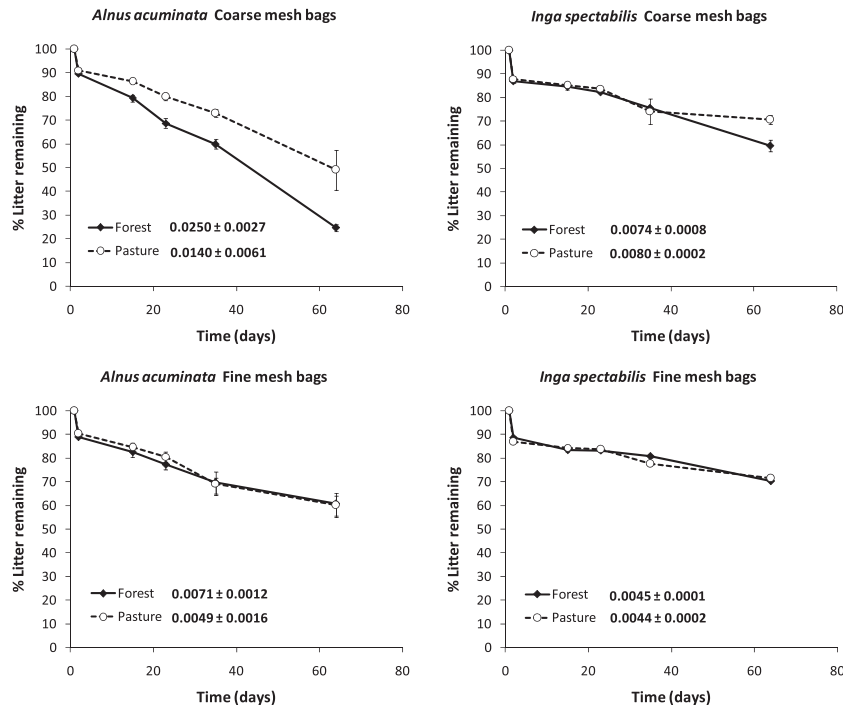 Alnus acuminata Coarse mesh bags
% Litter remaining
100
90
80
70
60
50
40
30
20
10
0
Forest 0.0250 ± 0.0027
Pasture 0.0140 ± 0.0061
0 20 40 60 80
Time (days)
Inga spectabilis Coarse mesh bags
% Litter remaining
100
90
80
70
60
50
40
30
20
10
0
Forest 0.0074 ± 0.0008
Pasture 0.0080 ± 0.0002
0 20 40 60 80
Time (days)
Alnus acuminata Fine mesh bags
% Litter remaining
100
90
80
70
60
50
40
30
20
10
0
Forest 0.0071 ± 0.0012
Pasture 0.0049 ± 0.0016
0 20 40 60 80
Time (days)
Inga spectabilis Fine mesh bags
% Litter remaining
100
90
80
70
60
50
40
30
20
10
0
Forest 0.0045 ± 0.0001
Pasture 0.0044 ± 0.0002
0 20 40 60 80
Time (days)